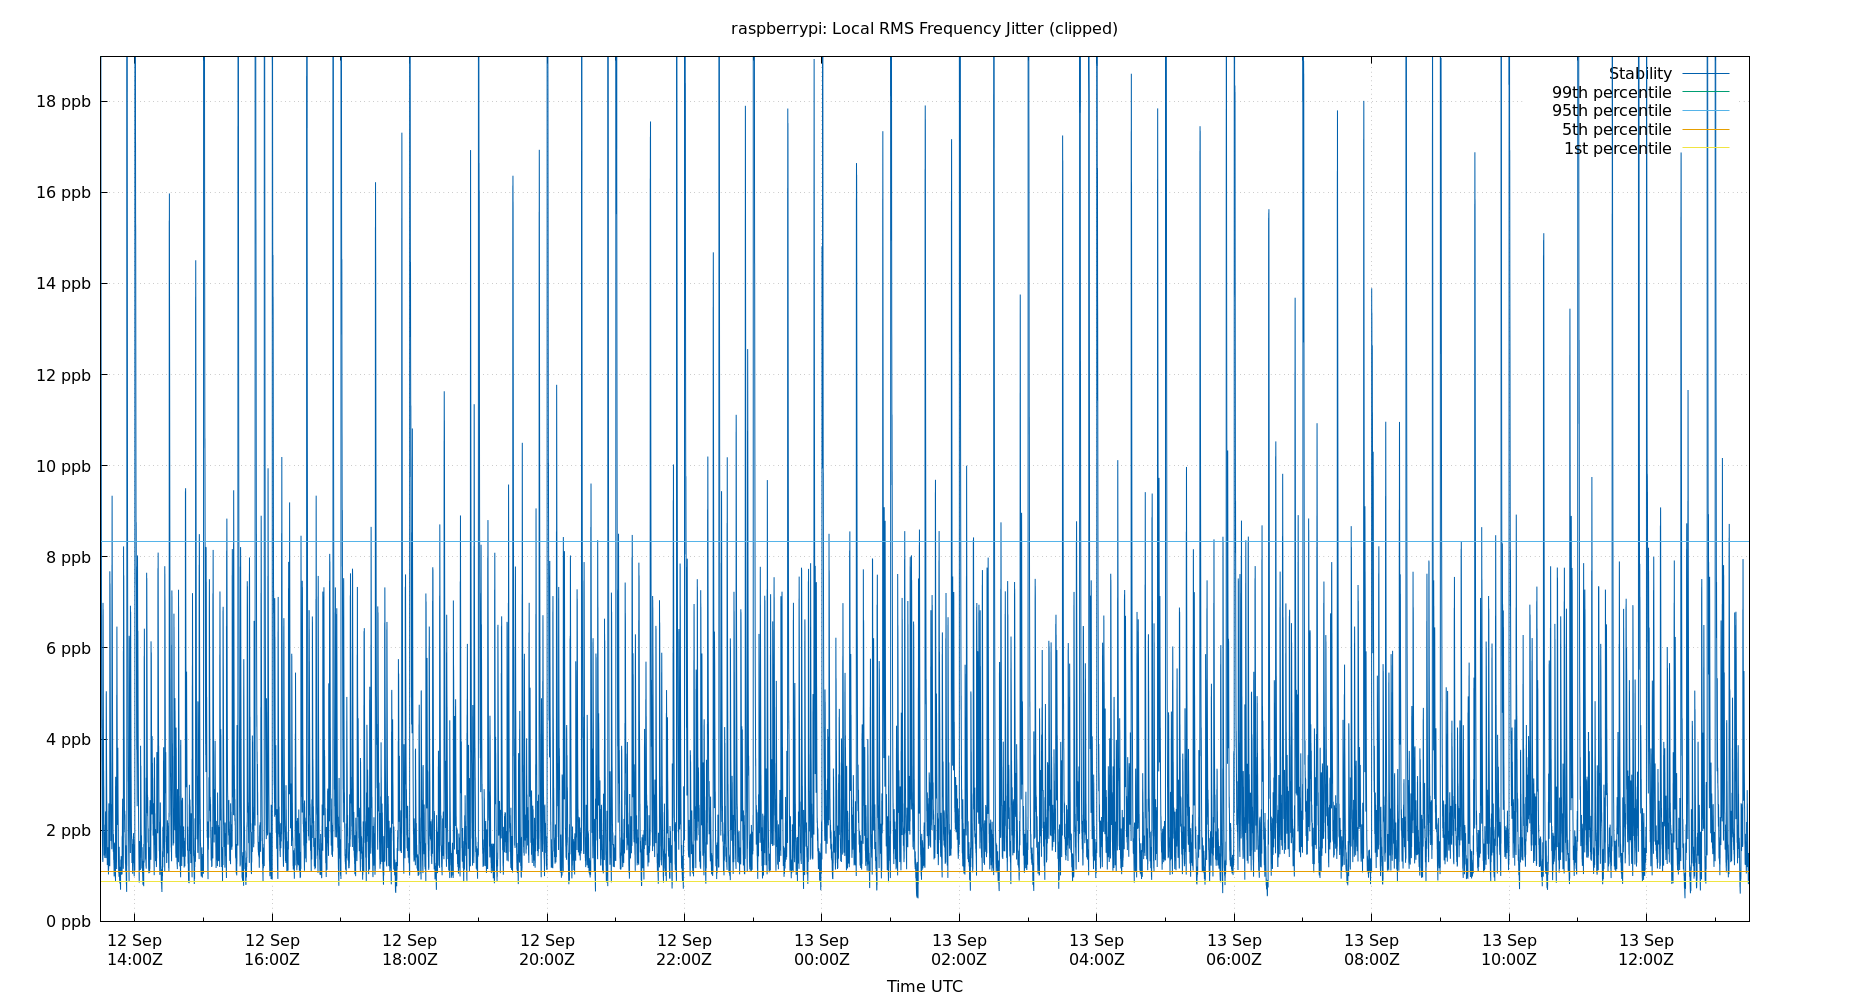 raspberrypi: Local RMS Frequency Jitter (clipped)
Stability
99th percentile
95th percentile
5th percentile
1st percentile
18 ppb
16 ppb
14 ppb
12 ppb
10 ppb
8 ppb
6 ppb
4 ppb
2 ppb
0 ppb
12 Sep 12 Sep 12 Sep 12 Sep 12 Sep 13 Sep 13 Sep 13 Sep 13 Sep 13 Sep 13 Sep 13 Sep
14:00Z 16:00Z 18:00Z 20:00Z 22:00Z 00:00Z 02:00Z 04:00Z 06:00Z 08:00Z 10:00Z 12:00Z
Time UTC